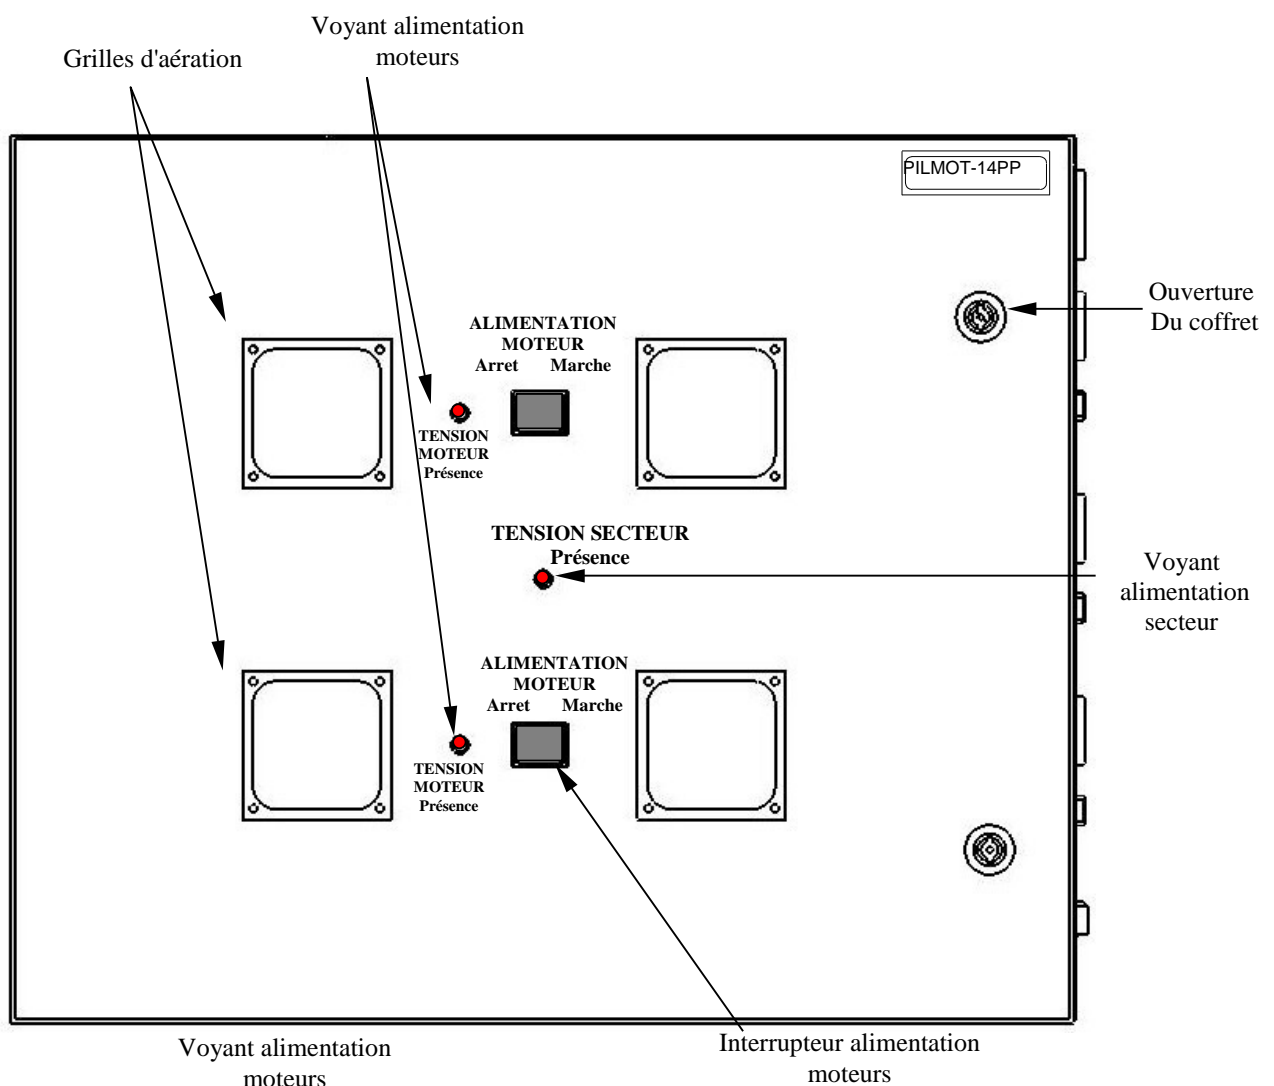 Voyant alimentation
moteurs
Grilles d'aération
PILMOT-14PP
Ouverture
Du coffret
ALIMENTATION
MOTEUR
Arret Marche
TENSION
MOTEUR
Présence
TENSION SECTEUR
Présence
Voyant
alimentation
secteur
ALIMENTATION
MOTEUR
Arret Marche
TENSION
MOTEUR
Présence
Voyant alimentation
moteurs
Interrupteur alimentation
moteurs